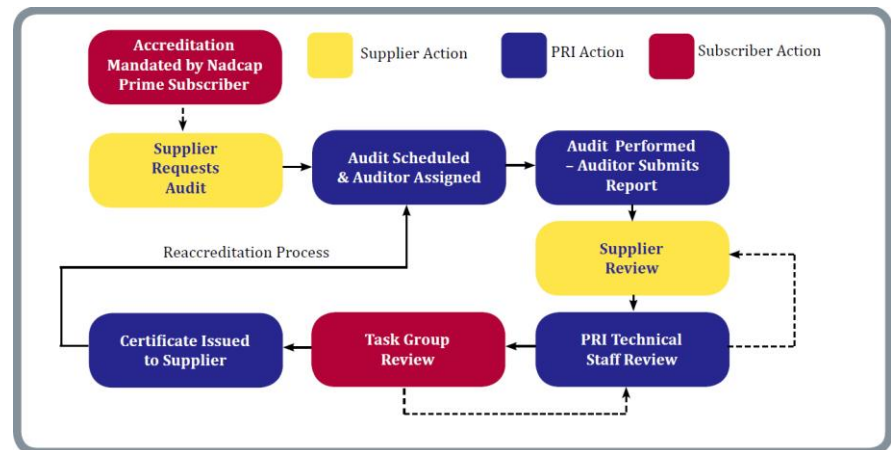 Accreditation
Mandated by Nadcap
Prime Subscriber
Supplier Action
PRI Action
Subscriber Action
Supplier
Requests
Audit
Audit Scheduled
& Auditor Assigned
Audit Performed
– Auditor Submits
Report
Reaccreditation Process
Supplier
Review
Certificate Issued
to Supplier
Task Group
Review
PRI Technical
Staff Review